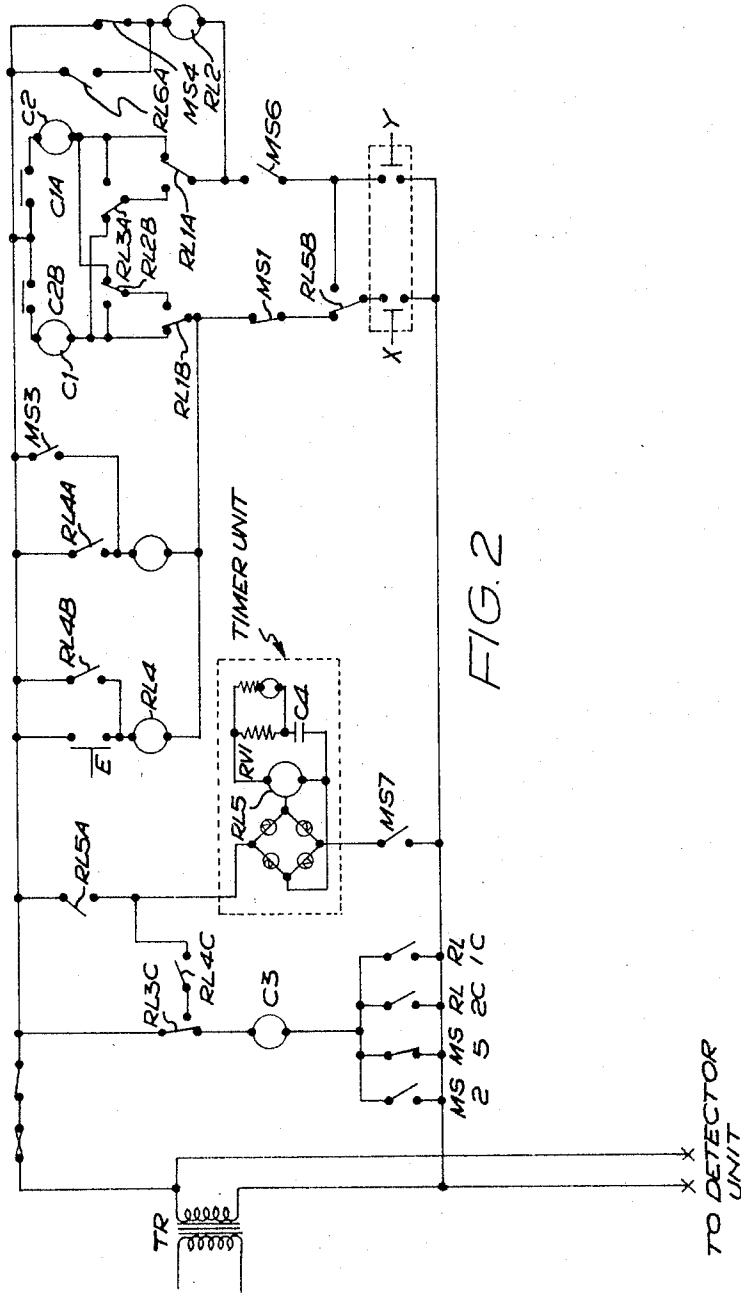 TR
TO DETECTOR
UNIT
MS
2
MS
5
RL
2C
RL
1C
C3
RL3C
RL4C
RL5A
TIMER UNIT
RL5
RV1
C4
MS7
E
RL4
RL4B
RL4A
MS3
C1
C2B
C1A
C2
RL3A
RL2B
RL1B
RL1A
MS1
MS6
RL5B
X
Y
RL6A
MS4
RL2
FIG. 2